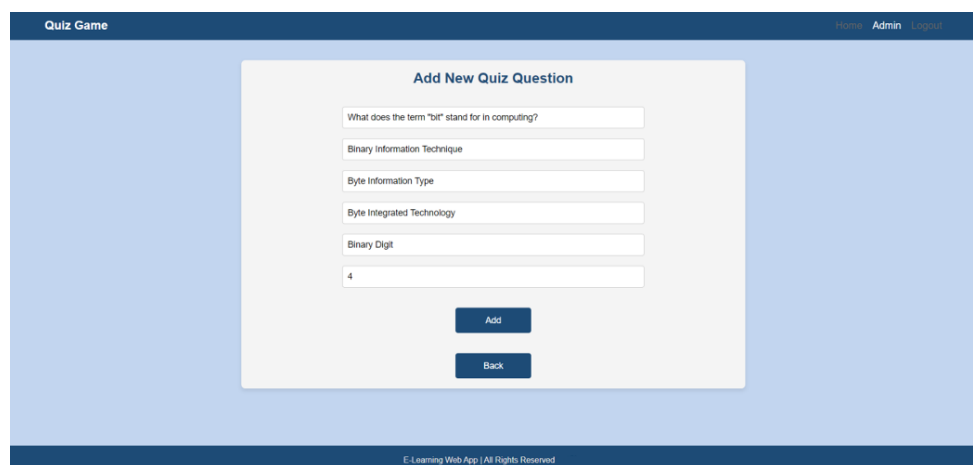 Quiz Game
Home Admin Logout
Add New Quiz Question
What does the term "bit" stand for in computing?
Binary Information Technique
Byte Information Type
Byte Integrated Technology
Binary Digit
4
Add
Back
E-Learning Web App | All Rights Reserved